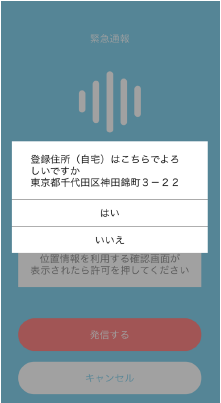 緊急通報
登録住所（自宅）はこちらでよろ
しいですか
東京都千代田区神田錦町３－２２
はい
いいえ
位置情報を利用する確認画面が
表示されたら許可を押してください
発信する
キャンセル